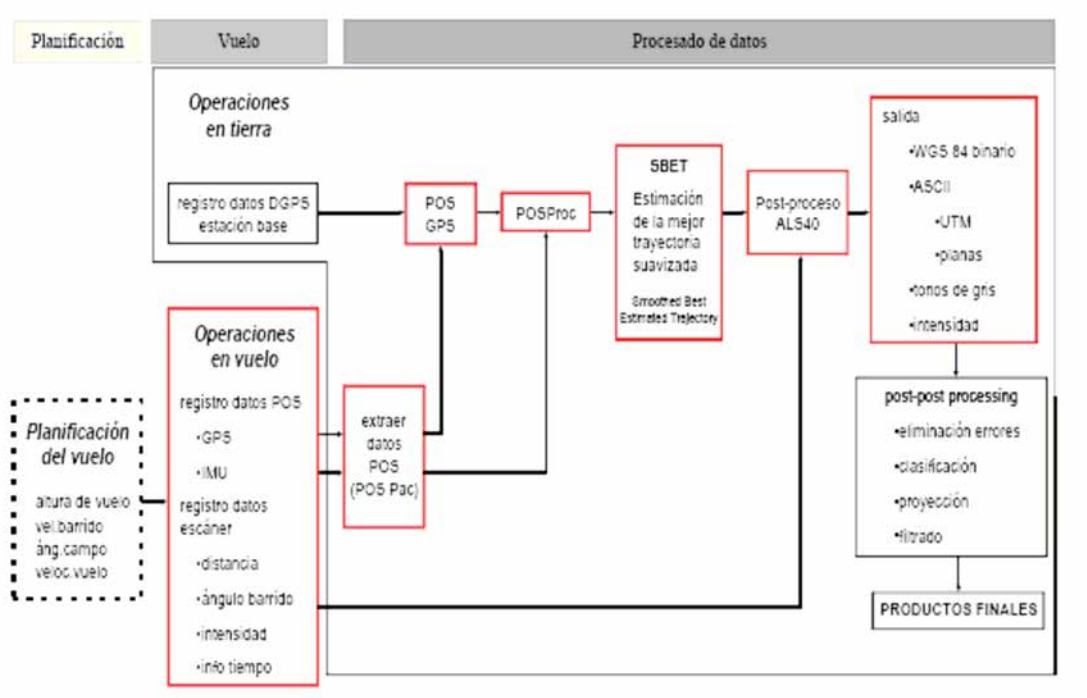 Planificación
Vuelo
Procesado de datos
Operaciones
en tierra
registro datos DGPS
estación base
POS
GPS
POSProc
SBET
Estimación
de la mejor
trayectoria
suavizada
Smoothed Best
Estimated Trajectory
Post-proceso
ALS40
salida
•WGS 84 binario
•ASCII
•UTM
•planas
•tonos de gris
•intensidad
Operaciones
en vuelo
registro datos POS
•GPS
•IMU
registro datos
escáner
•distancia
•ángulo barrido
•intensidad
•info tiempo
extraer
datos
POS
(POS Pac)
Planificación
del vuelo
altura de vuelo
vel.barrido
áng.campo
veloc.vuelo
post-post processing
•eliminación errores
•clasificación
•proyección
•filtrado
PRODUCTOS FINALES